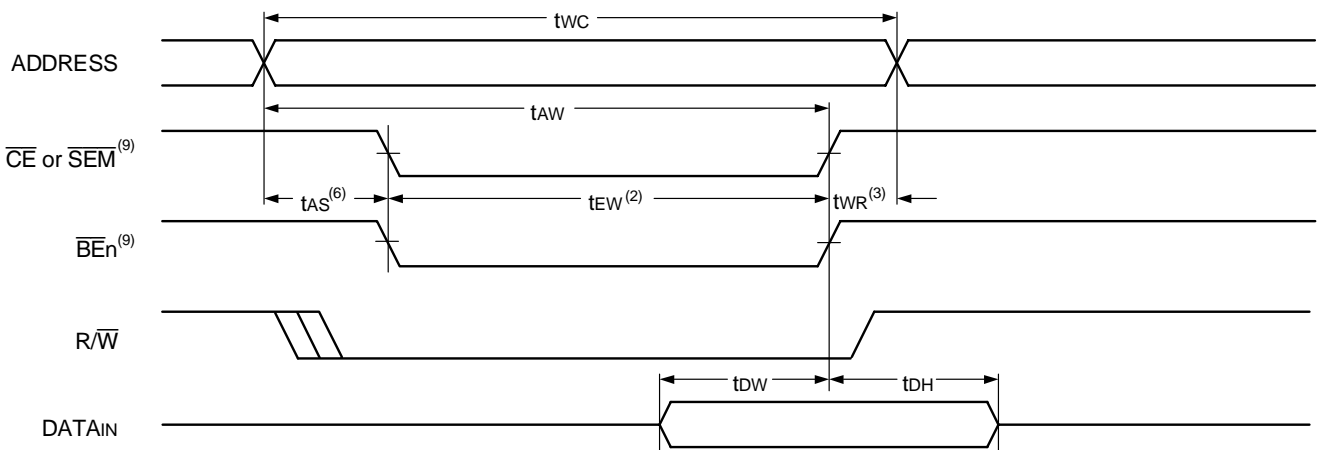 tWC
ADDRESS
tAW
CE or SEM(9)
tAS(6)
tEW(2)
tWR(3)
BEn(9)
R/W
tDW
tDH
DATAIN